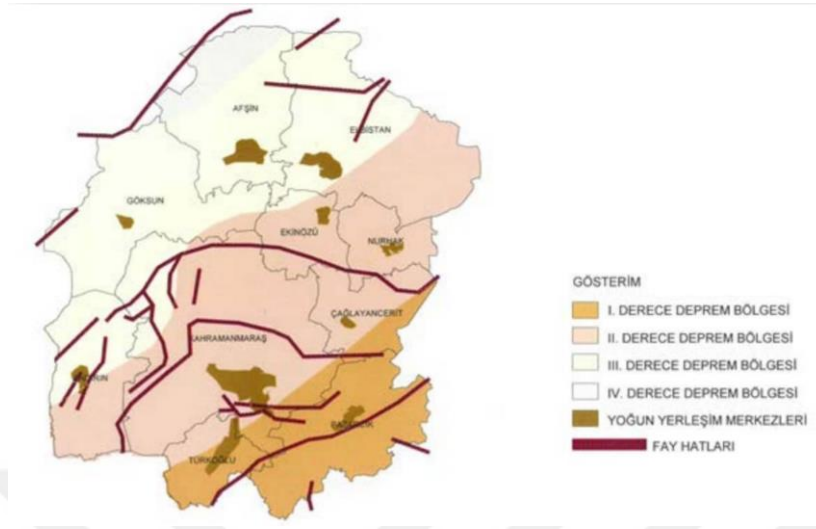 AFŞİN
ELBİSTAN
GÖKSUN
EKİNÖZÜ
NURHAK
ÇAĞLAYANCERİT
TÜRKOĞLU
GÖSTERİM
I. DERECE DEPREM BÖLGESİ
II. DERECE DEPREM BÖLGESİ
III. DERECE DEPREM BÖLGESİ
IV. DERECE DEPREM BÖLGESİ
YOĞUN YERLEŞİM MERKEZLERİ
FAY HATLARI